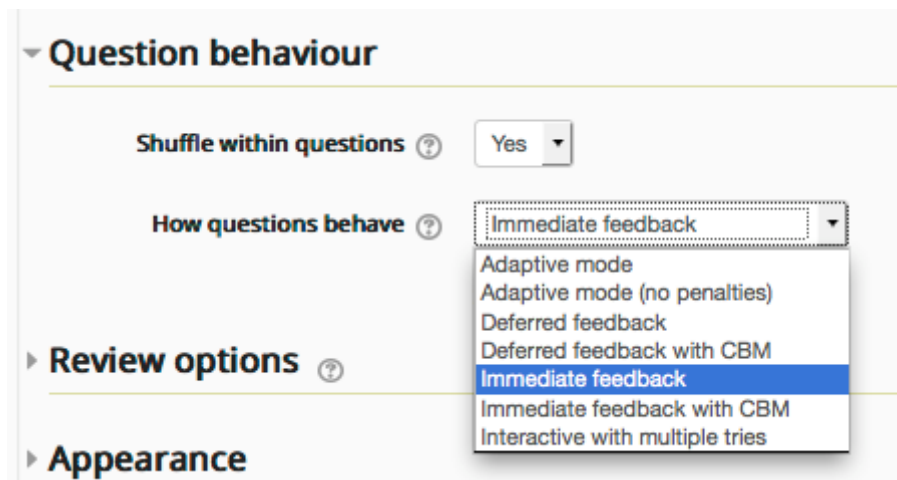 Question behaviour
Shuffle within questions
Yes
How questions behave
Immediate feedback
Adaptive mode
Adaptive mode (no penalties)
Deferred feedback
Deferred feedback with CBM
Immediate feedback
Immediate feedback with CBM
Interactive with multiple tries
Review options
Appearance